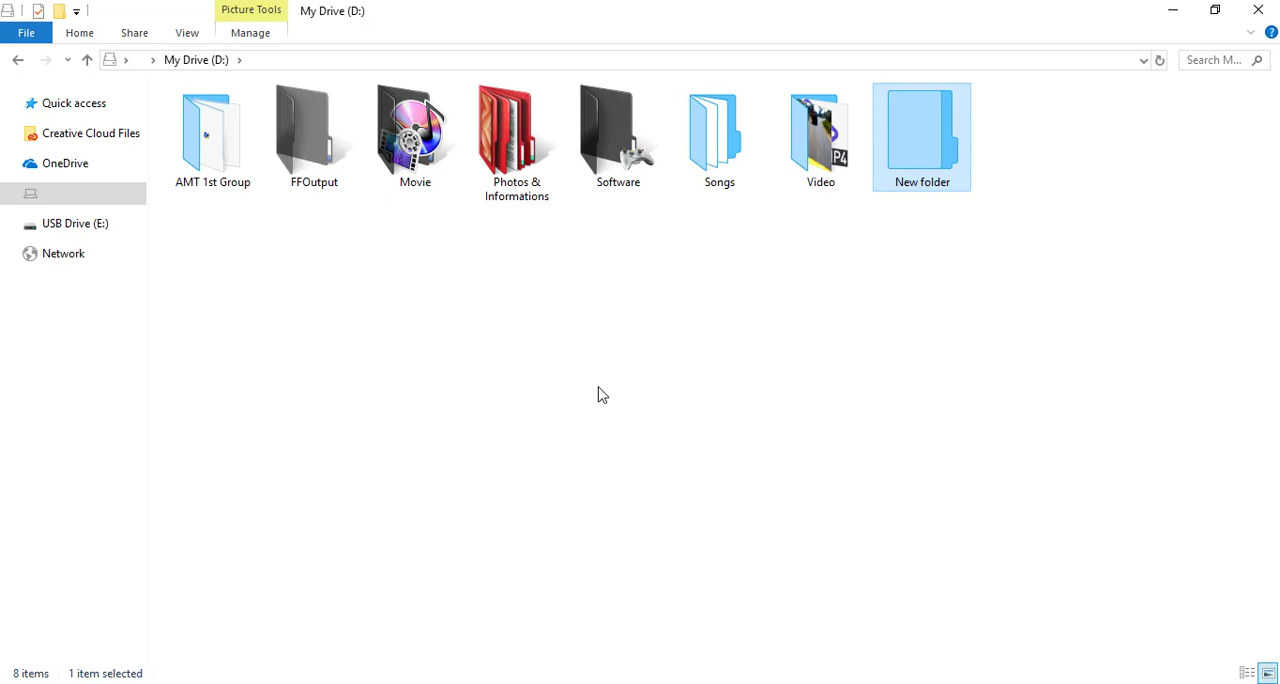 Picture Tools
My Drive (D:)
File
Home
Share
View
Manage
My Drive (D:)
Search M...
Quick access
Creative Cloud Files
OneDrive
USB Drive (E:)
Network
AMT 1st Group
FFOutput
Movie
Photos &
Informations
Software
Songs
MP4
Video
New folder
8 items
1 item selected